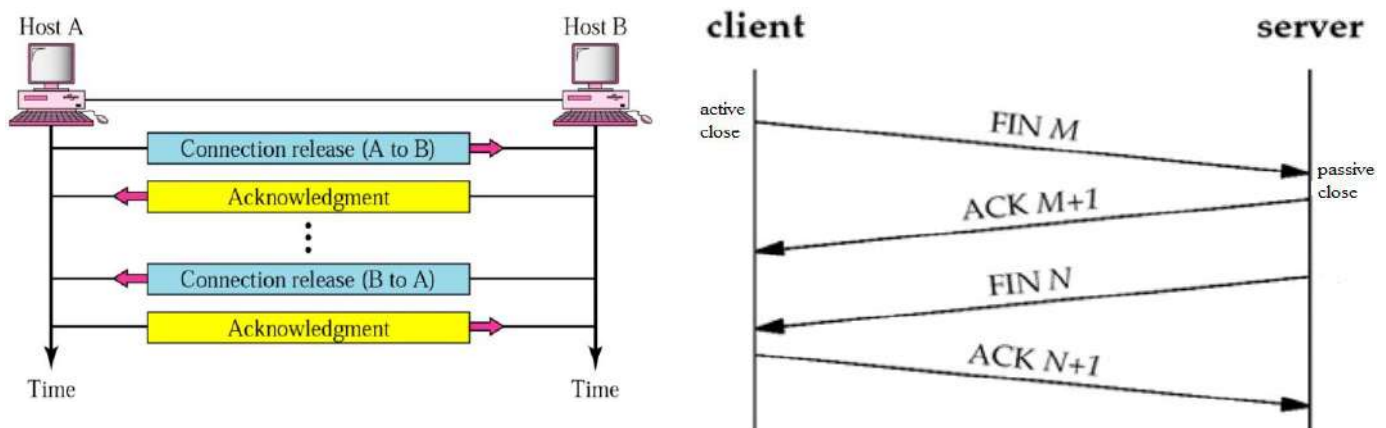 Host A
Host B
Connection release (A to B)
Acknowledgment
Connection release (B to A)
Acknowledgment
Time
Time
client
server
active
close
FIN M
passive
close
ACK M+1
FIN N
ACK N+1